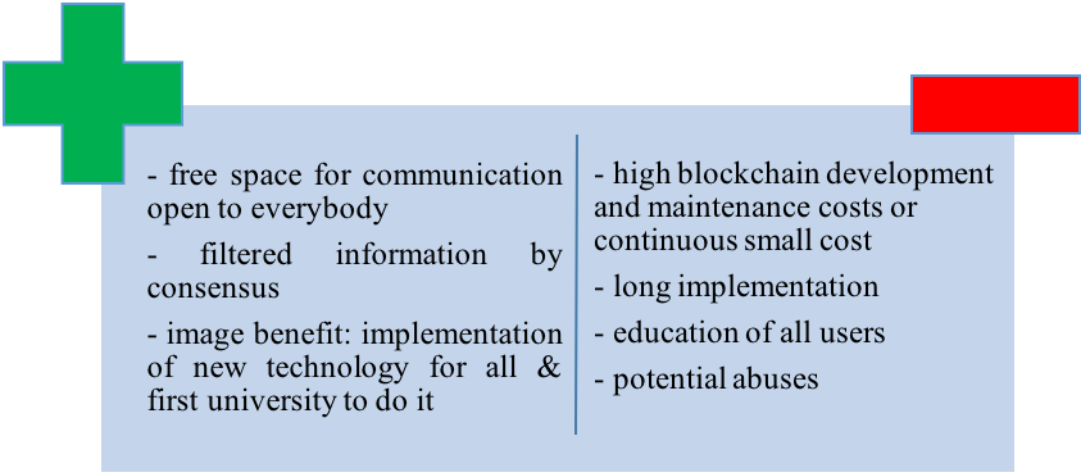 - free space for communication
open to everybody
- filtered information by
consensus
- image benefit: implementation
of new technology for all &
first university to do it
- high blockchain development
and maintenance costs or
continuous small cost
- long implementation
- education of all users
- potential abuses